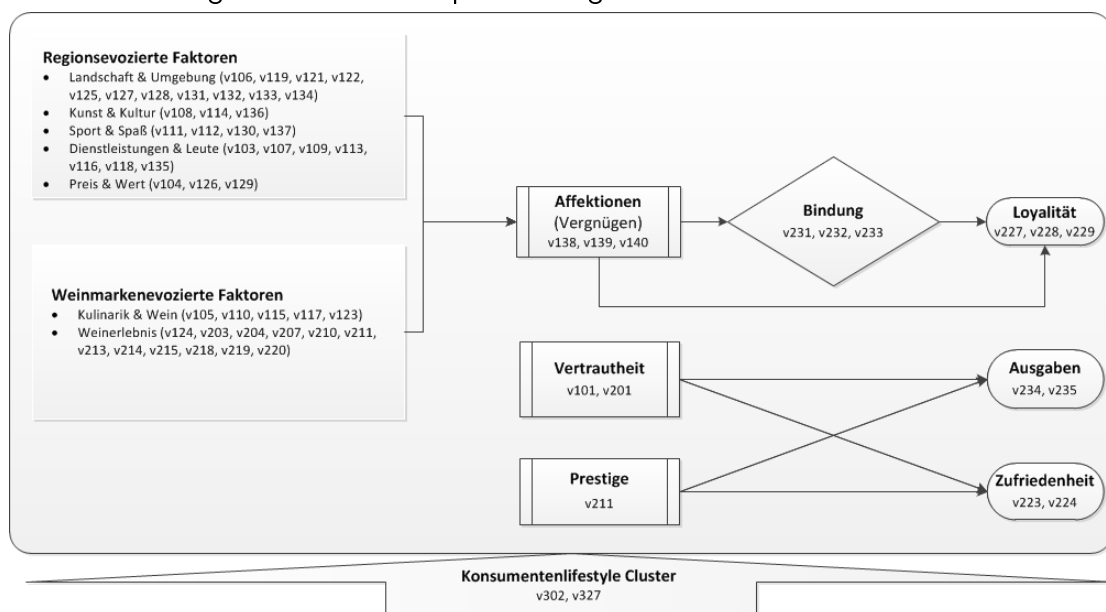 Regionsevozierte Faktoren
• Landschaft & Umgebung (v106, v119, v121, v122,
v125, v127, v128, v131, v132, v133, v134)
• Kunst & Kultur (v108, v114, v136)
• Sport & Spaß (v111, v112, v130, v137)
• Dienstleistungen & Leute (v103, v107, v109, v113,
v116, v118, v135)
• Preis & Wert (v104, v126, v129)
Weinmarkenevozierte Faktoren
• Kulinarik & Wein (v105, v110, v115, v117, v123)
• Weinerlebnis (v124, v203, v204, v207, v210, v211,
v213, v214, v215, v218, v219, v220)
Affektionen
(Vergnügen)
v138, v139, v140
Bindung
v231, v232, v233
Loyalität
v227, v228, v229
Vertrautheit
v101, v201
Ausgaben
v234, v235
Prestige
v211
Zufriedenheit
v223, v224
Konsumentenlifestyle Cluster
v302, v327